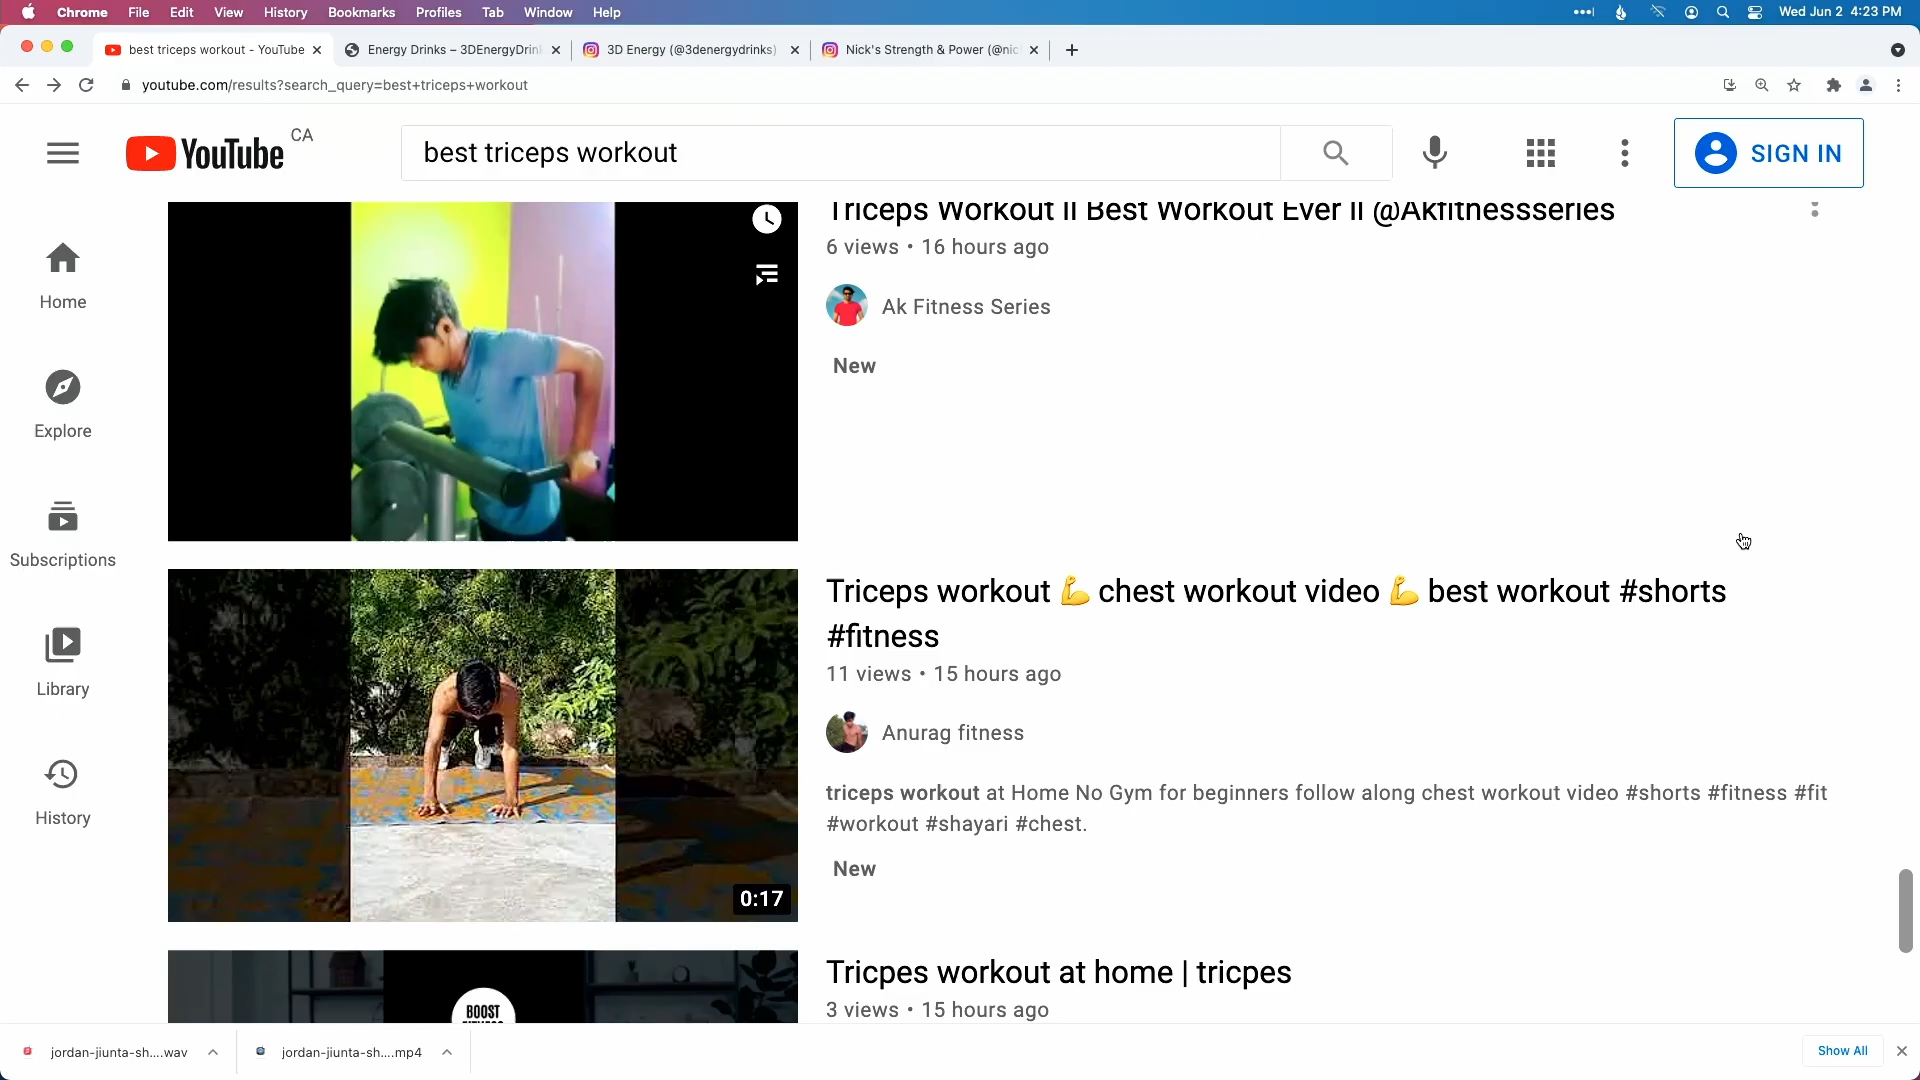 Chrome File Edit View History Bookmarks Profiles Tab Window Help Wed Jun 2 4:23 PM
best triceps workout - YouTube Energy Drinks – 3DEnergyDrin 3D Energy (@3denergydrinks) Nick's Strength & Power (@nic
youtube.com/results?search_query=best+triceps+workout
YouTube CA best triceps workout SIGN IN
Triceps Workout II Best Workout Ever II @Akfitnessseries
6 views • 16 hours ago
Home
Ak Fitness Series
New
Explore
Subscriptions
Triceps workout 💪 chest workout video 💪 best workout #shorts
#fitness
11 views • 15 hours ago
Library
Anurag fitness
triceps workout at Home No Gym for beginners follow along chest workout video #shorts #fitness #fit
#workout #shayari #chest.
History
New
0:17
Tricpes workout at home | tricpes
3 views • 15 hours ago
BOOST
jordan-jiunta-sh....wav jordan-jiunta-sh....mp4 Show All